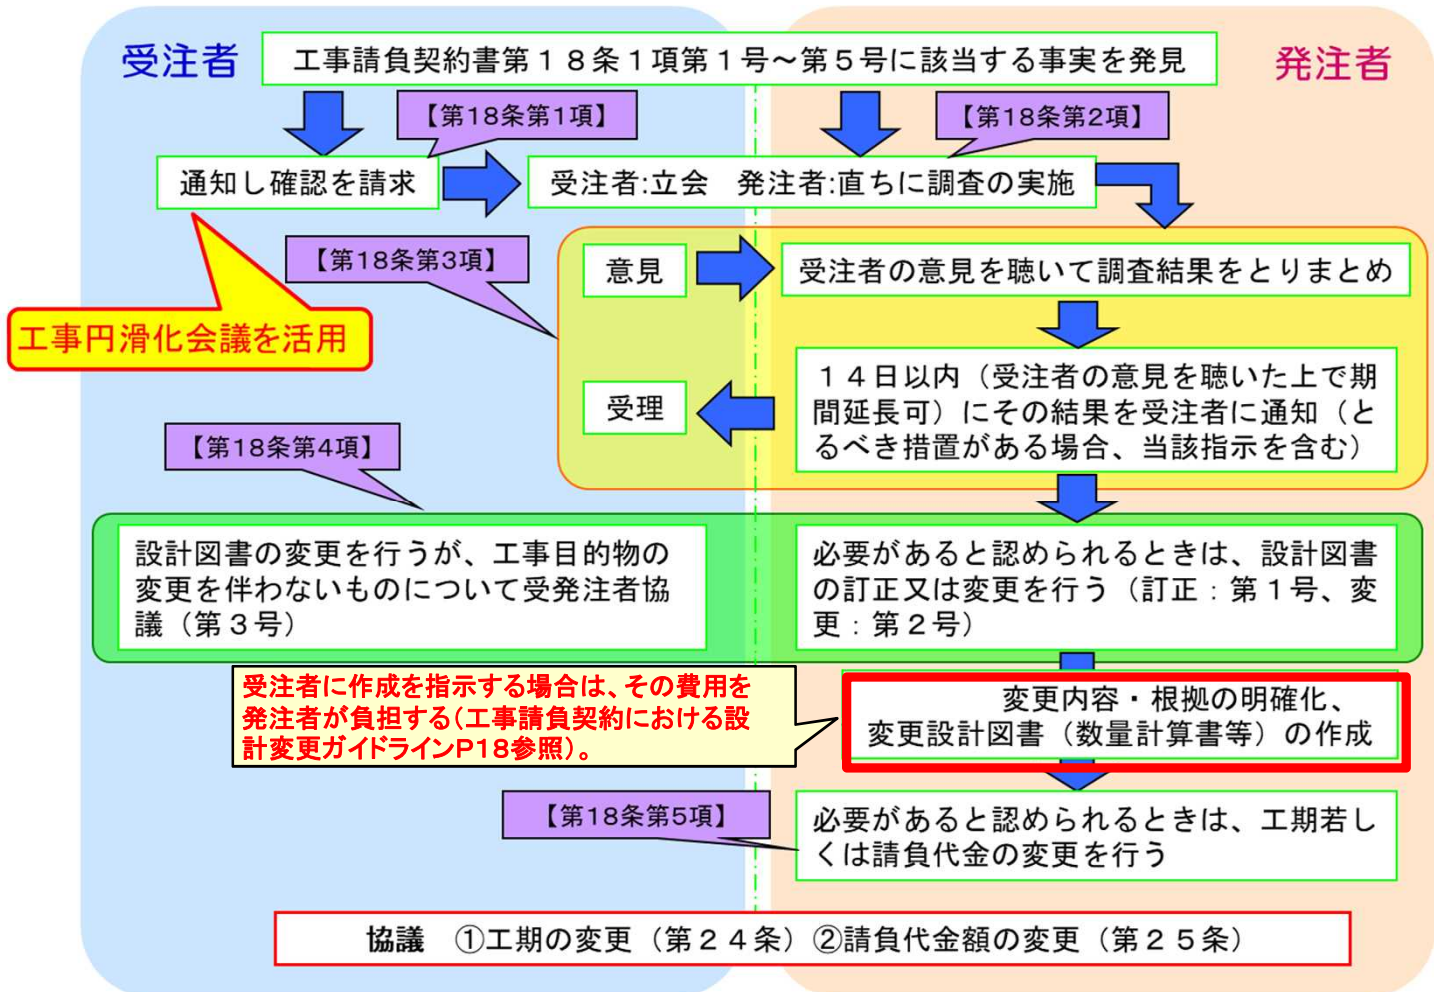 受注者
発注者
工事請負契約書第１８条１項第１号～第５号に該当する事実を発見
【第18条第1項】
【第18条第2項】
通知し確認を請求
受注者:立会　発注者:直ちに調査の実施
【第18条第3項】
意見
受注者の意見を聴いて調査結果をとりまとめ
工事円滑化会議を活用
受理
１４日以内（受注者の意見を聴いた上で期
間延長可）にその結果を受注者に通知（と
るべき措置がある場合、当該指示を含む）
【第18条第4項】
設計図書の変更を行うが、工事目的物の
変更を伴わないものについて受発注者協
議（第３号）
必要があると認められるときは、設計図書
の訂正又は変更を行う（訂正：第１号、変
更：第２号）
受注者に作成を指示する場合は、その費用を
発注者が負担する（工事請負契約における設
計変更ガイドラインP18参照）。
変更内容・根拠の明確化、
変更設計図書（数量計算書等）の作成
【第18条第5項】
必要があると認められるときは、工期若し
くは請負代金の変更を行う
協議　①工期の変更（第２４条）②請負代金額の変更（第２５条）